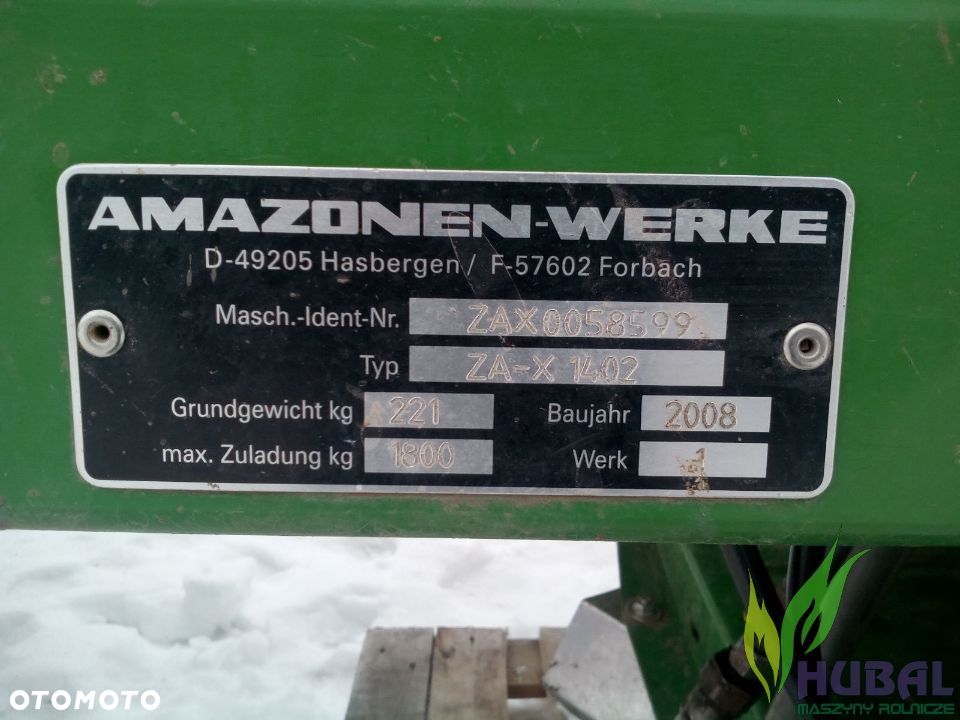 AMAZONEN-WERKE
D-49205 Hasbergen / F-57602 Forbach
Masch.-Ident-Nr. ZAX0058599
Typ ZA-X 1402
Grundgewicht kg 221 Baujahr 2008
max. Zuladung kg 1800 Werk 1
OTOMOTO
HUBAL
MASZYNY ROLNICZE